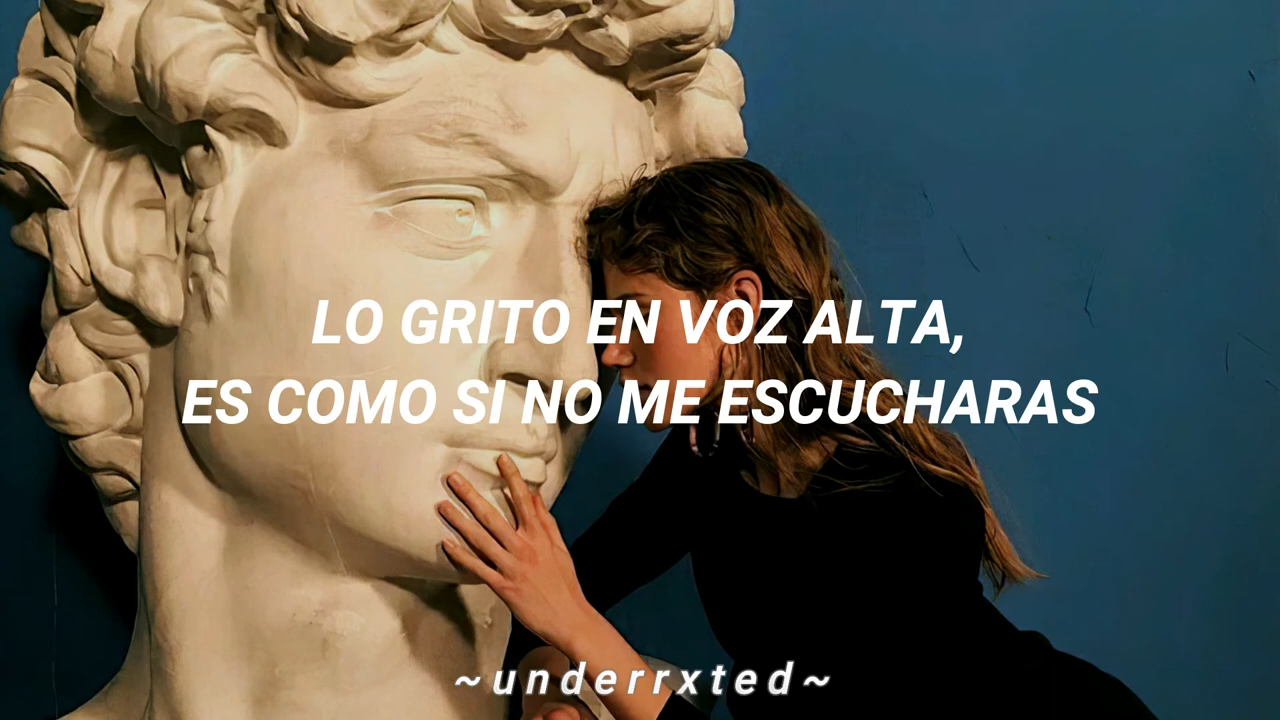 LO GRITO EN VOZ ALTA,
ES COMO SI NO ME ESCUCHARAS
~underrxted~